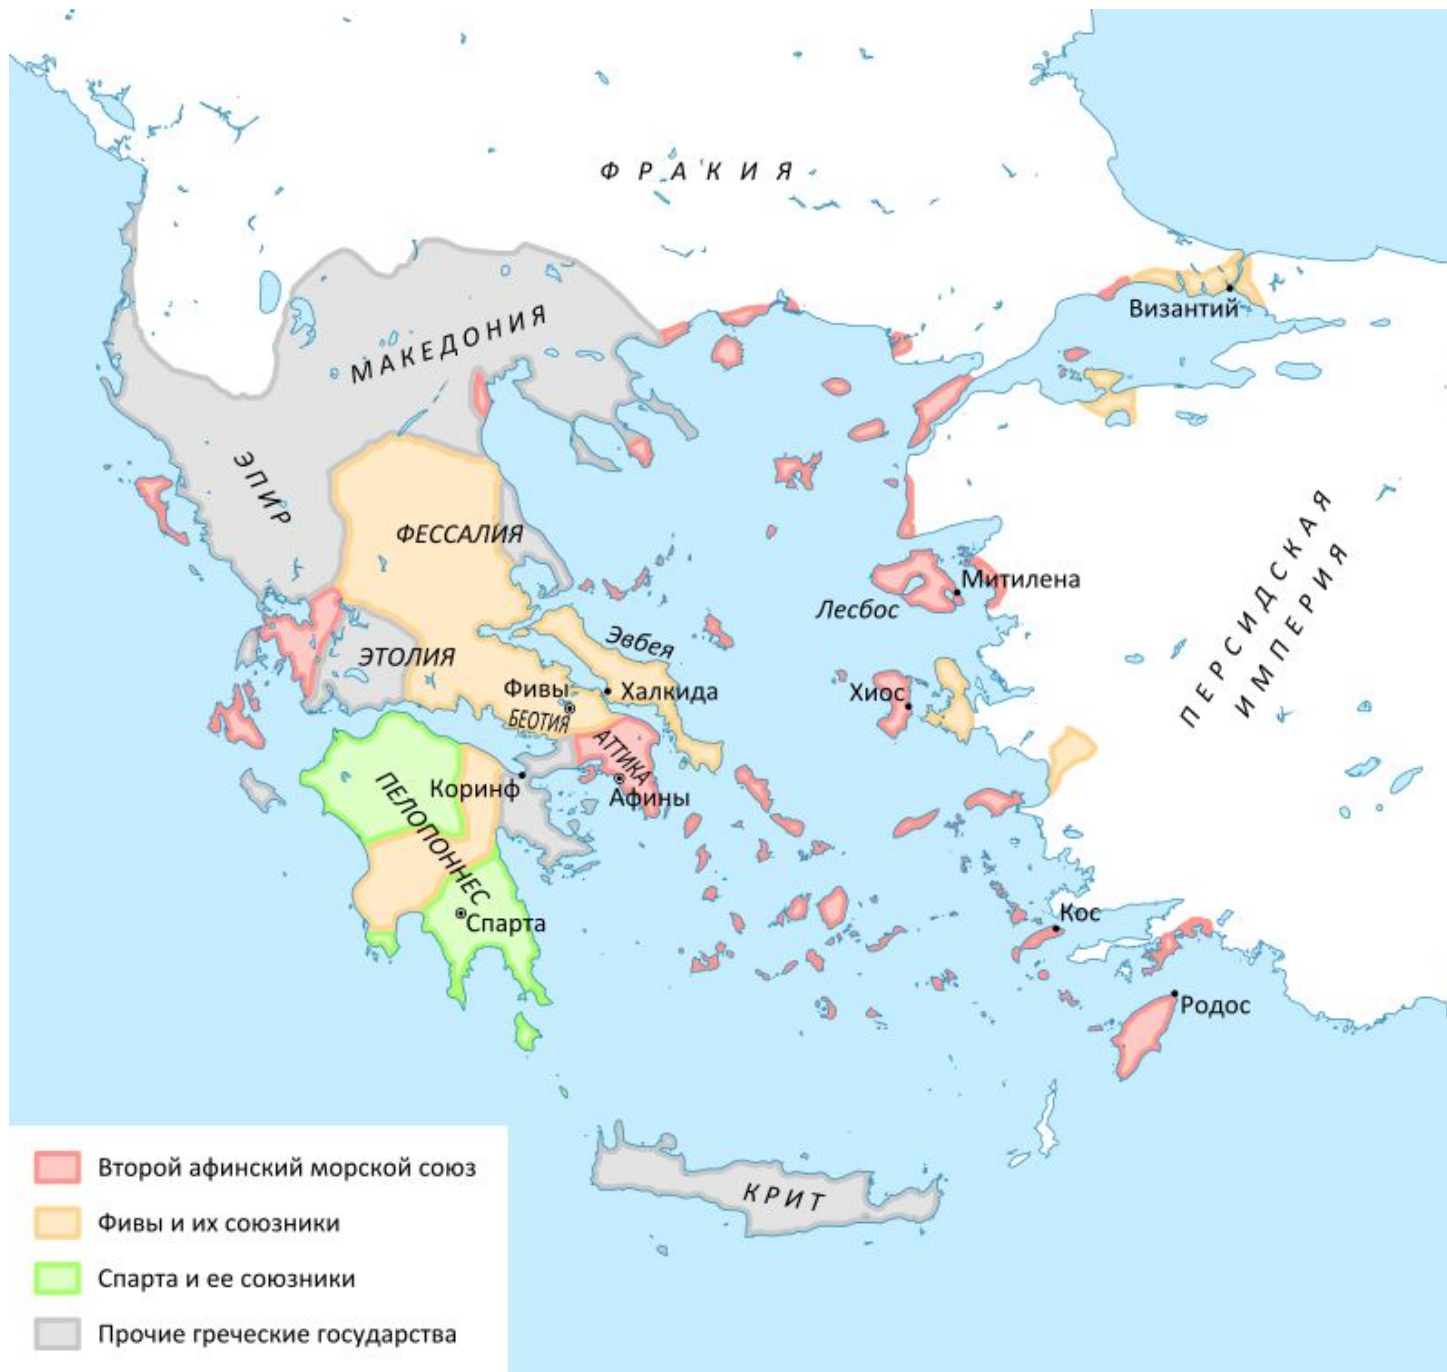 ФРАКИЯ
Византий
МАКЕДОНИЯ
ЭПИР
ФЕССАЛИЯ
ПЕРСИДСКАЯ
ИМПЕРИЯ
Митилена
Лесбос
Эвбея
ЭТОЛИЯ
Фивы
Халкида
Хиос
БЕОТИЯ
АТТИКА
Коринф
Афины
ПЕЛОПОННЕС
Спарта
Кос
Родос
КРИТ
Второй афинский морской союз
Фивы и их союзники
Спарта и ее союзники
Прочие греческие государства